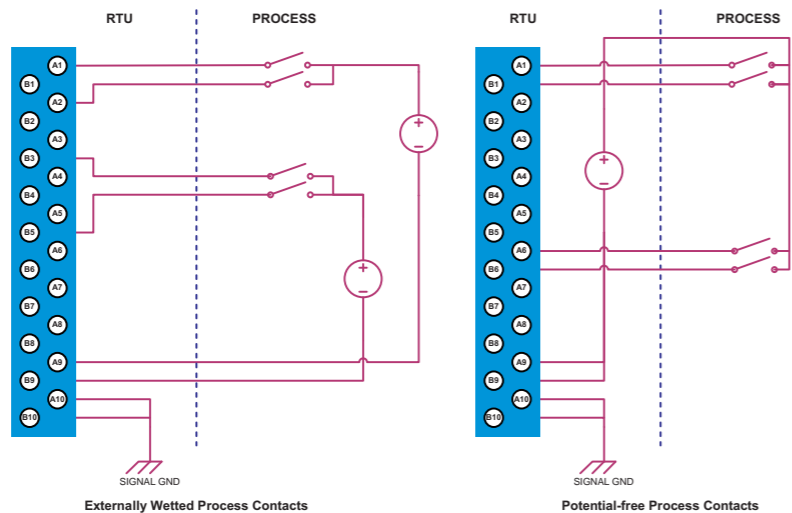 RTU PROCESS
A1
B1
A2
B2
A3
B3
A4
B4
A5
B5
A6
B6
A7
B7
A8
B8
A9
B9
A10
B10
+
−
+
−
SIGNAL GND
Externally Wetted Process Contacts
RTU PROCESS
A1
B1
A2
B2
A3
B3
A4
B4
A5
B5
A6
B6
A7
B7
A8
B8
A9
B9
A10
B10
+
−
SIGNAL GND
Potential-free Process Contacts